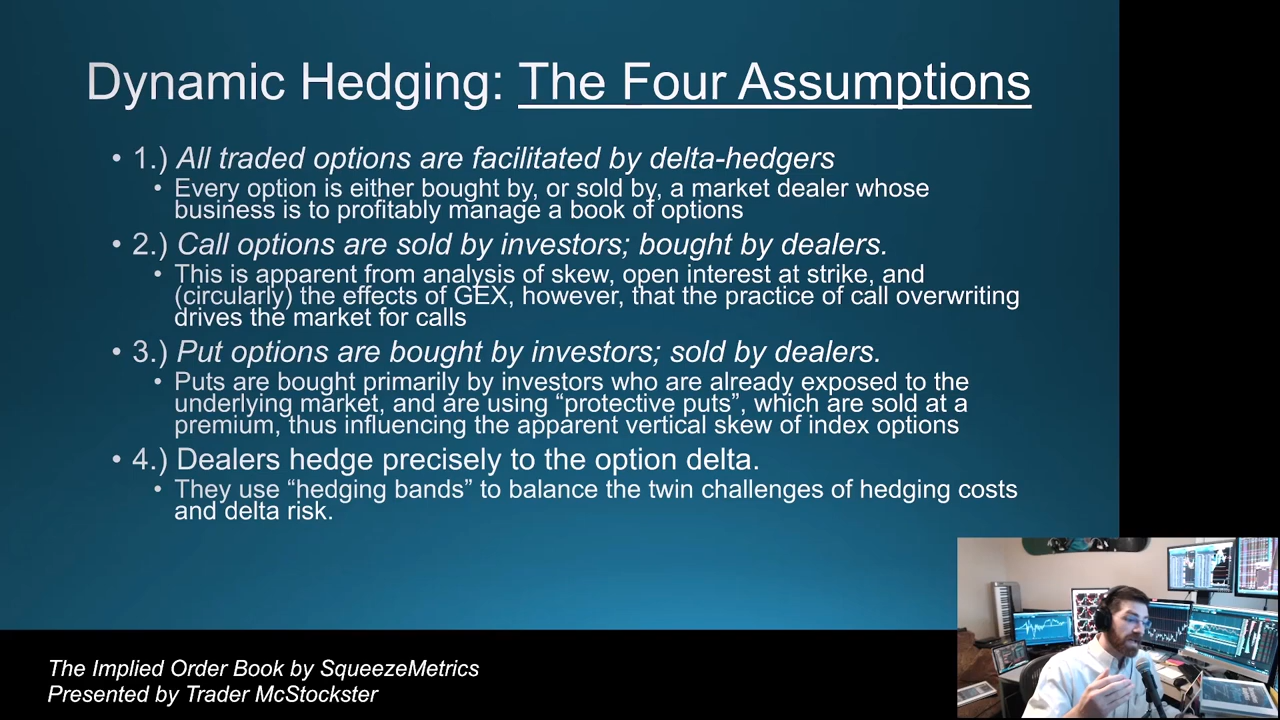 Dynamic Hedging: The Four Assumptions
• 1.) All traded options are facilitated by delta-hedgers
• Every option is either bought by, or sold by, a market dealer whose
business is to profitably manage a book of options
• 2.) Call options are sold by investors; bought by dealers.
• This is apparent from analysis of skew, open interest at strike, and
(circularly) the effects of GEX, however, that the practice of call overwriting
drives the market for calls
• 3.) Put options are bought by investors; sold by dealers.
• Puts are bought primarily by investors who are already exposed to the
underlying market, and are using “protective puts”, which are sold at a
premium, thus influencing the apparent vertical skew of index options
• 4.) Dealers hedge precisely to the option delta.
• They use “hedging bands” to balance the twin challenges of hedging costs
and delta risk.
The Implied Order Book by SqueezeMetrics
Presented by Trader McStockster